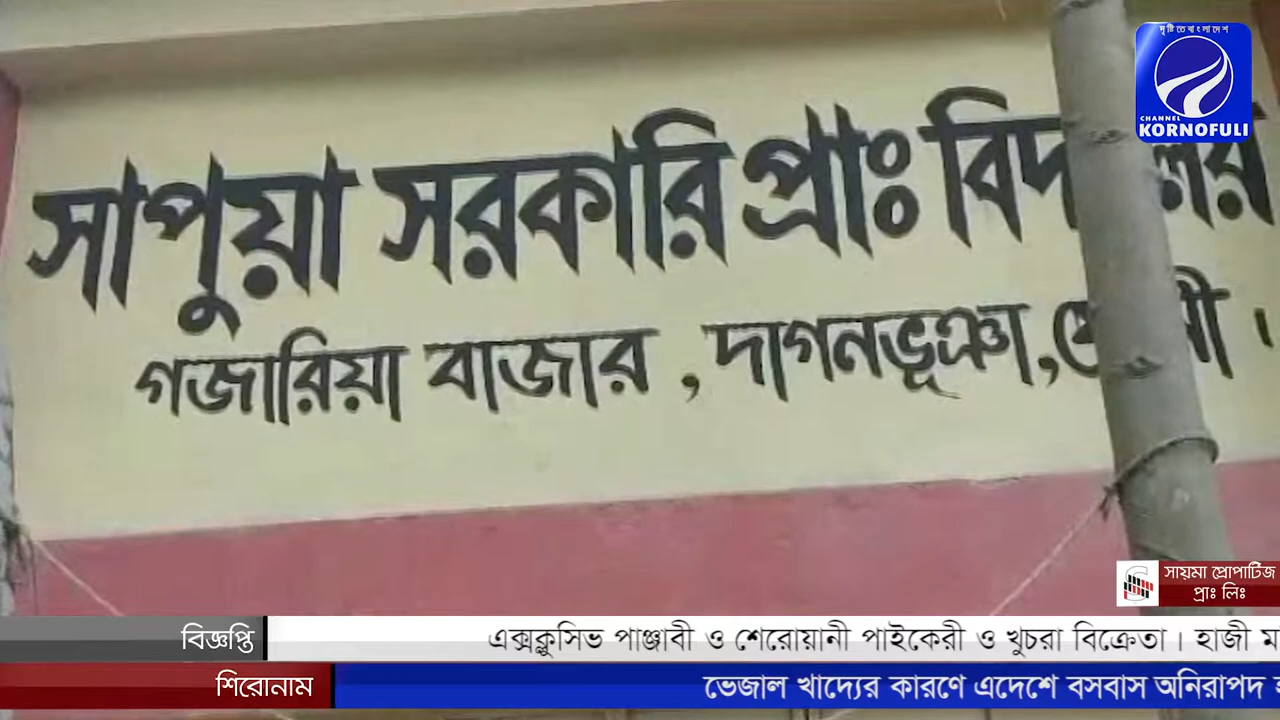 দৃষ্টিতে বাংলাদেশ
CHANNEL
KORNOFULI
সাপুয়া সরকারি প্রাঃ
গজারিয়া বাজার, দাগনভূঞা,
সায়মা প্রোপার্টিজ
প্রাঃ লিঃ
বিজ্ঞপ্তি
এক্সক্লুসিভ পাঞ্জাবী ও শেরোয়ানী পাইকেরী ও খুচরা বিক্রেতা। হাজী
শিরোনাম
ভেজাল খাদ্যের কারণে এদেশে বসবাস অনিরাপদ